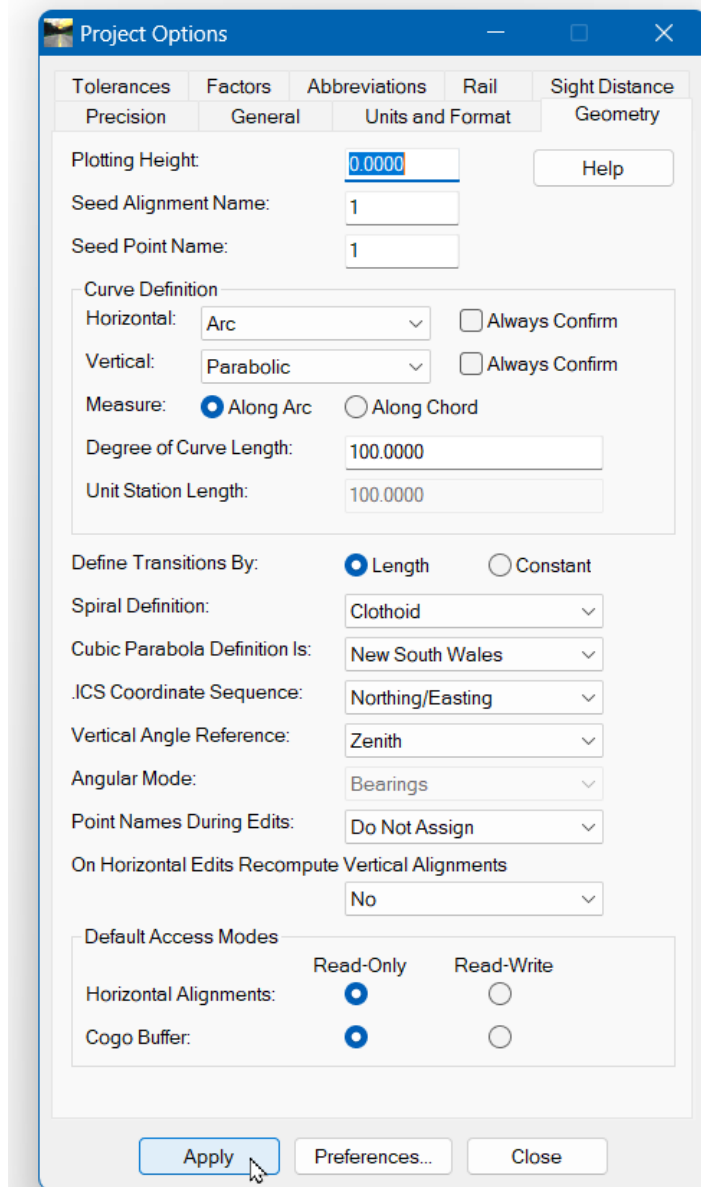 Project Options
Tolerances Factors Abbreviations Rail Sight Distance
Precision General Units and Format Geometry
Plotting Height: 0.0000 Help
Seed Alignment Name: 1
Seed Point Name: 1
Curve Definition
Horizontal: Arc Always Confirm
Vertical: Parabolic Always Confirm
Measure: Along Arc Along Chord
Degree of Curve Length: 100.0000
Unit Station Length: 100.0000
Define Transitions By: Length Constant
Spiral Definition: Clothoid
Cubic Parabola Definition Is: New South Wales
.ICS Coordinate Sequence: Northing/Easting
Vertical Angle Reference: Zenith
Angular Mode: Bearings
Point Names During Edits: Do Not Assign
On Horizontal Edits Recompute Vertical Alignments
No
Default Access Modes
Read-Only Read-Write
Horizontal Alignments:
Cogo Buffer:
Apply Preferences... Close